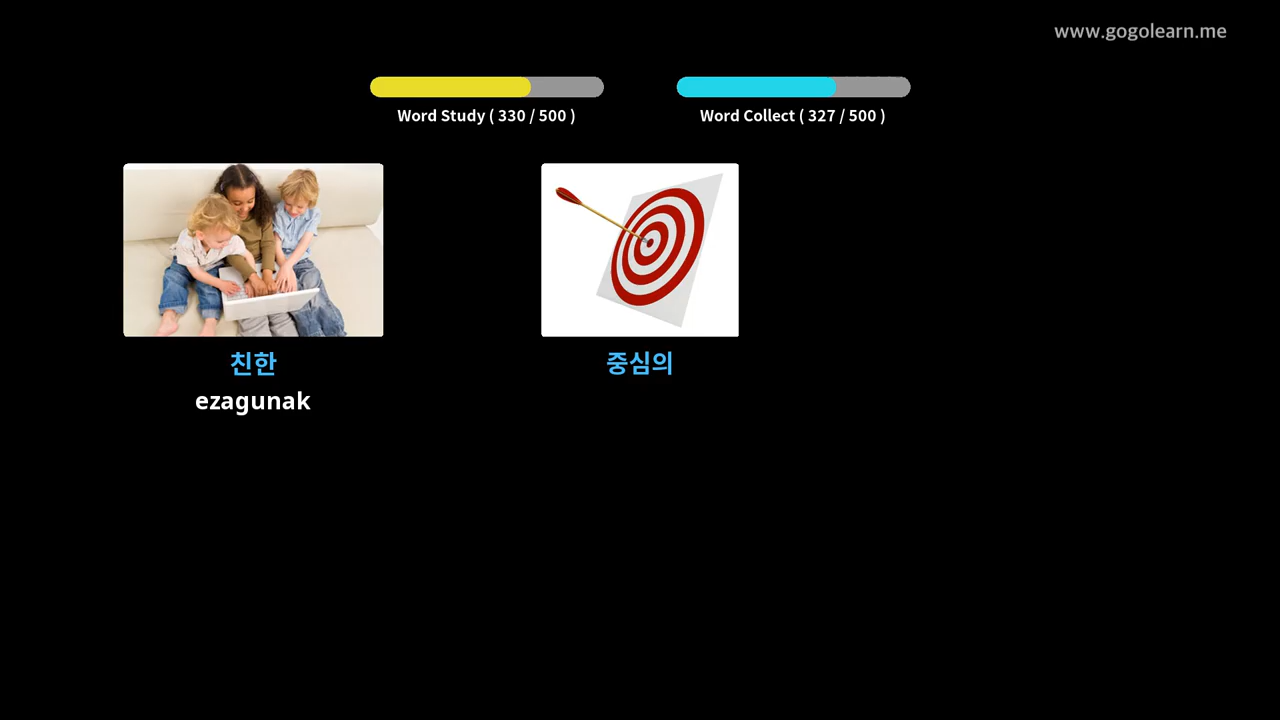 www.gogolearn.me
Word Study ( 330 / 500 )
Word Collect ( 327 / 500 )
친한
중심의
ezagunak